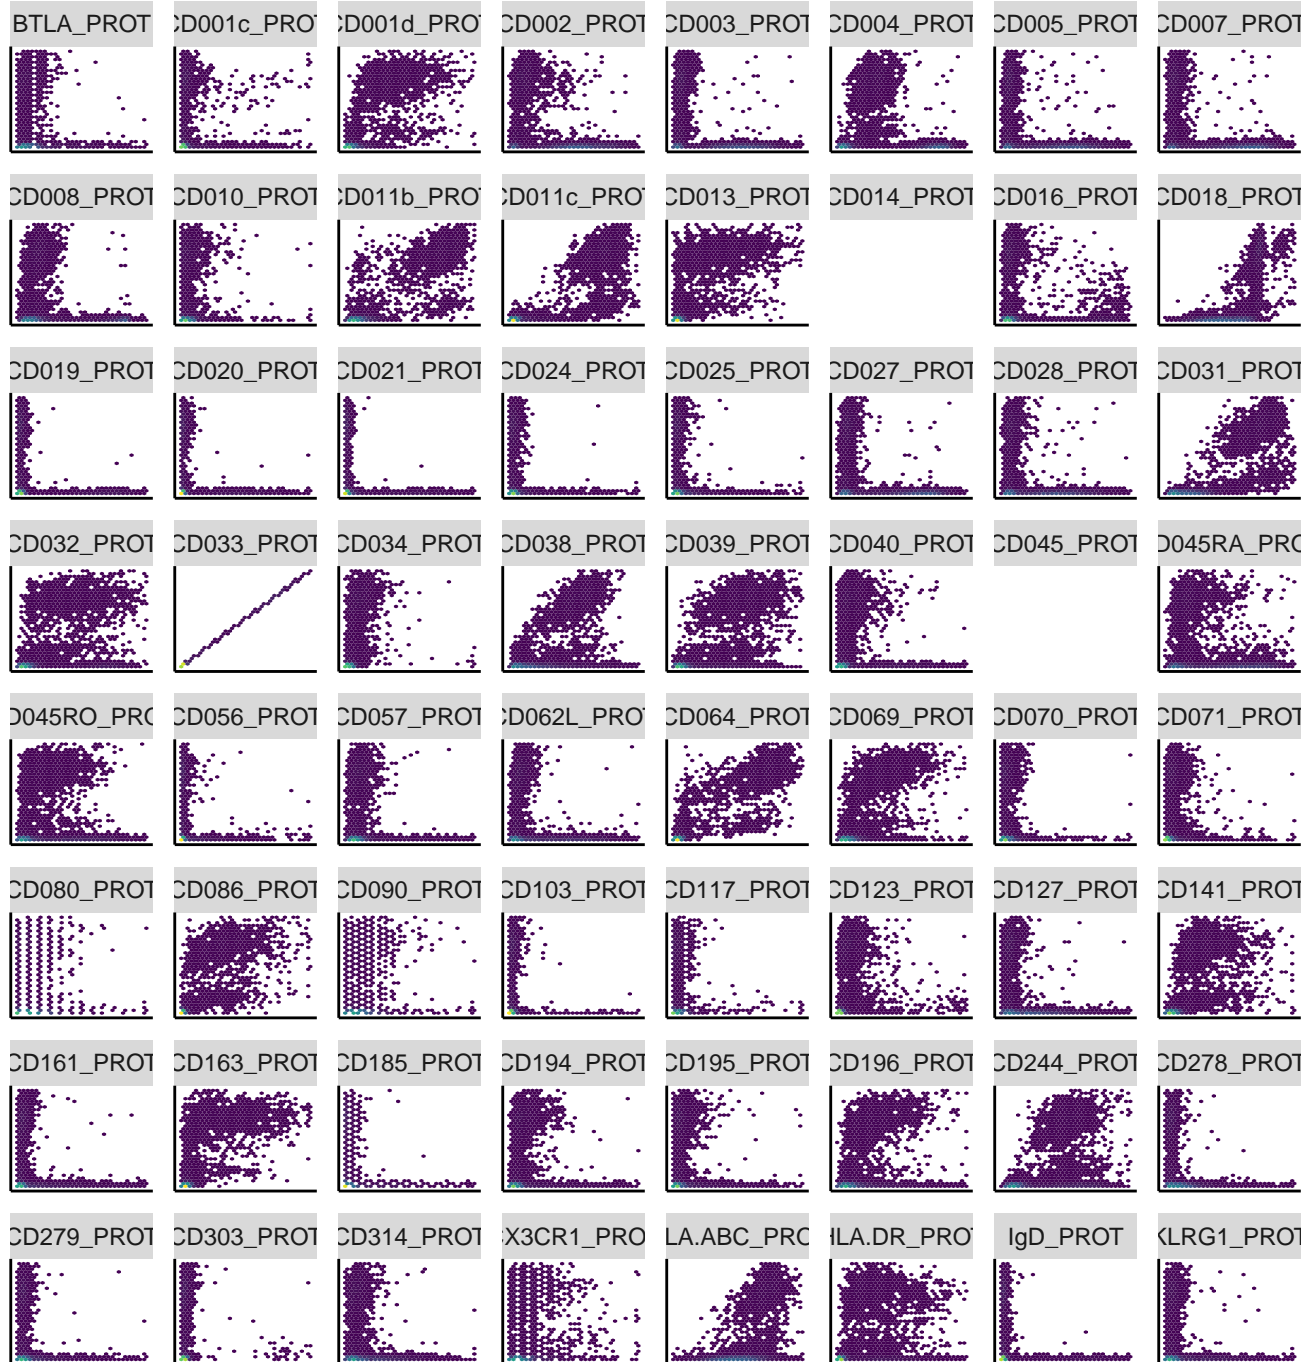 BTLA_PROT CD001c_PROT CD001d_PROT CD002_PROT CD003_PROT CD004_PROT CD005_PROT CD007_PROT
CD008_PROT CD010_PROT CD011b_PROT CD011c_PROT CD013_PROT CD014_PROT CD016_PROT CD018_PROT
CD019_PROT CD020_PROT CD021_PROT CD024_PROT CD025_PROT CD027_PROT CD028_PROT CD031_PROT
CD032_PROT CD033_PROT CD034_PROT CD038_PROT CD039_PROT CD040_PROT CD045_PROT D045RA_PRO
D045RO_PRO CD056_PROT CD057_PROT CD062L_PROT CD064_PROT CD069_PROT CD070_PROT CD071_PROT
CD080_PROT CD086_PROT CD090_PROT CD103_PROT CD117_PROT CD123_PROT CD127_PROT CD141_PROT
CD161_PROT CD163_PROT CD185_PROT CD194_PROT CD195_PROT CD196_PROT CD244_PROT CD278_PROT
CD279_PROT CD303_PROT CD314_PROT X3CR1_PRO LA.ABC_PRO HLA.DR_PROT IgD_PROT KLRG1_PROT